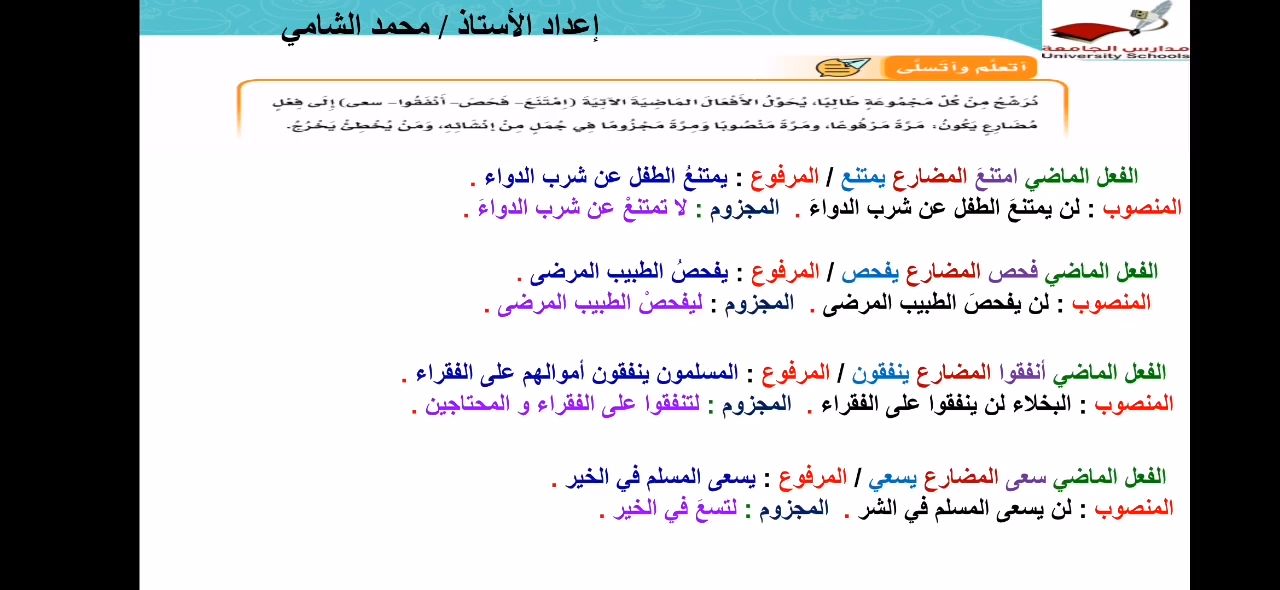 إعداد الأستاذ / محمد الشامي
مدارس الجامعة
University Schools
أتعلم وأتسلى
نُرَشِّحُ مِنْ كُلِّ مَجْمُوعَةٍ طَالِبًا، يُحَوِّلُ الأَفْعَالَ المَاضِيَةَ الآتِيَةَ (اِمْتَنَعَ- فَحَصَ- أَنْفَقُوا- سعى) إِلَى فِعْلٍ
مُضَارِعٍ يَكُونُ: مَرَّةً مَرْفُوعًا، ومَرَّةً مَنْصُوبًا وَمَرَّةً مَجْزُومًا فِي جُمَلٍ مِنْ إِنْشَائِهِ، وَمَنْ يُخْطِئْ يَخْرُجْ.
الفعل الماضي امتنعَ المضارع يمتنع / المرفوع : يمتنعُ الطفل عن شرب الدواء .
المنصوب : لن يمتنعَ الطفل عن شرب الدواءَ . المجزوم : لا تمتنعْ عن شرب الدواءَ .
الفعل الماضي فحص المضارع يفحص / المرفوع : يفحصُ الطبيب المرضى .
المنصوب : لن يفحصَ الطبيب المرضى . المجزوم : ليفحصْ الطبيب المرضى .
الفعل الماضي أنفقوا المضارع ينفقون / المرفوع : المسلمون ينفقون أموالهم على الفقراء .
المنصوب : البخلاء لن ينفقوا على الفقراء . المجزوم : لتنفقوا على الفقراء و المحتاجين .
الفعل الماضي سعى المضارع يسعي / المرفوع : يسعى المسلم في الخير .
المنصوب : لن يسعى المسلم في الشر . المجزوم : لتسعَ في الخير .